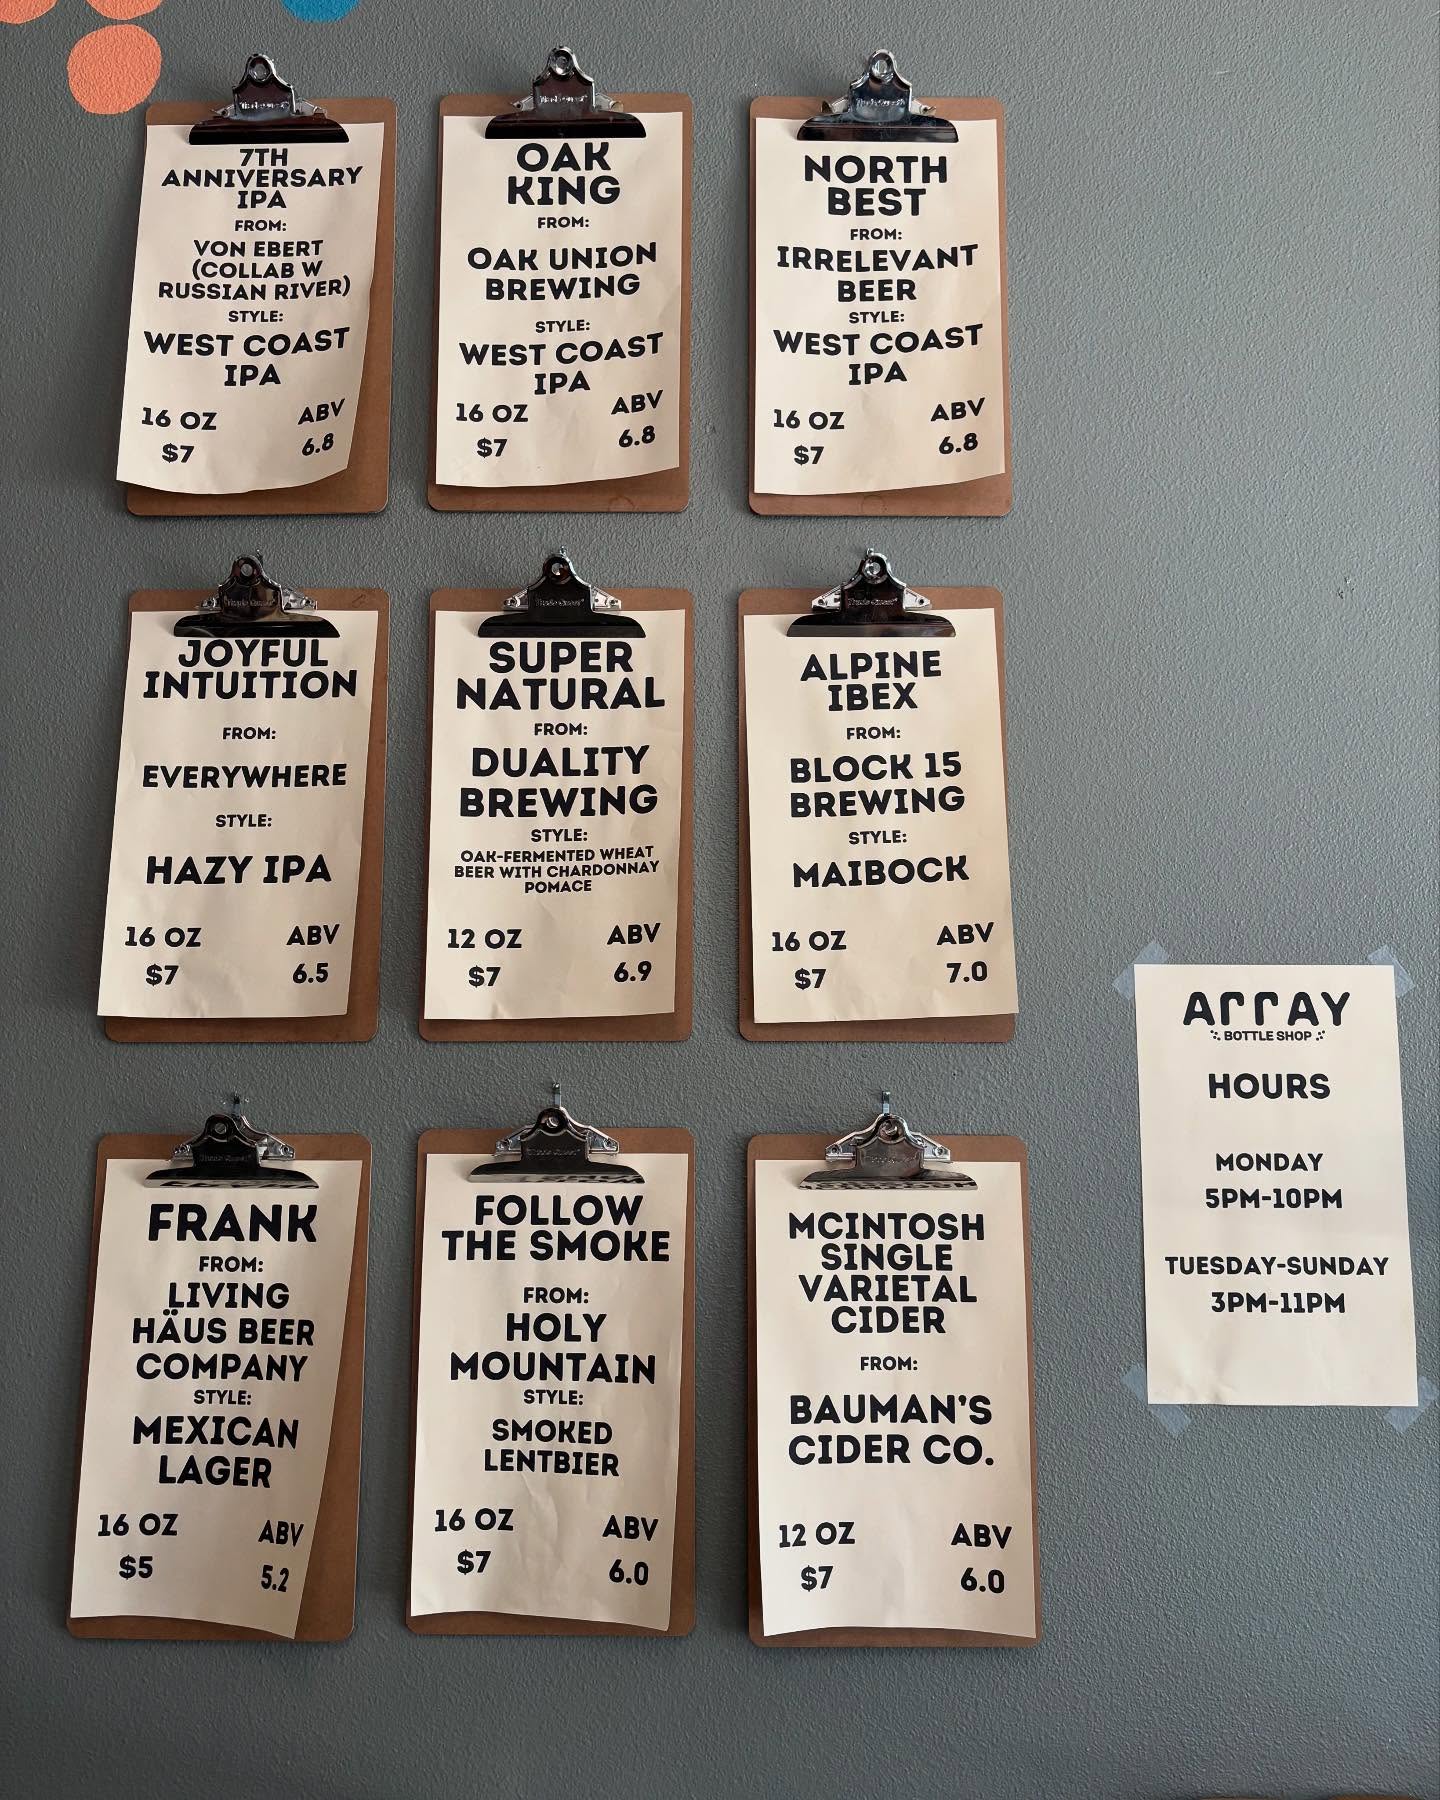 7TH
ANNIVERSARY
IPA
FROM:
VON EBERT
(COLLAB W
RUSSIAN RIVER)
STYLE:
WEST COAST
IPA
16 OZ ABV
$7 6.8
OAK
KING
FROM:
OAK UNION
BREWING
STYLE:
WEST COAST
IPA
16 OZ ABV
$7 6.8
NORTH
BEST
FROM:
IRRELEVANT
BEER
STYLE:
WEST COAST
IPA
16 OZ ABV
$7 6.8
JOYFUL
INTUITION
FROM:
EVERYWHERE
STYLE:
HAZY IPA
16 OZ ABV
$7 6.5
SUPER
NATURAL
FROM:
DUALITY
BREWING
STYLE:
OAK-FERMENTED WHEAT
BEER WITH CHARDONNAY
POMACE
12 OZ ABV
$7 6.9
ALPINE
IBEX
FROM:
BLOCK 15
BREWING
STYLE:
MAIBOCK
16 OZ ABV
$7 7.0
FRANK
FROM:
LIVING
HÄUS BEER
COMPANY
STYLE:
MEXICAN
LAGER
16 OZ ABV
$5 5.2
FOLLOW
THE SMOKE
FROM:
HOLY
MOUNTAIN
STYLE:
SMOKED
LENTBIER
16 OZ ABV
$7 6.0
MCINTOSH
SINGLE
VARIETAL
CIDER
FROM:
BAUMAN'S
CIDER CO.
12 OZ ABV
$7 6.0
ARRAY
BOTTLE SHOP
HOURS
MONDAY
5PM-10PM
TUESDAY-SUNDAY
3PM-11PM